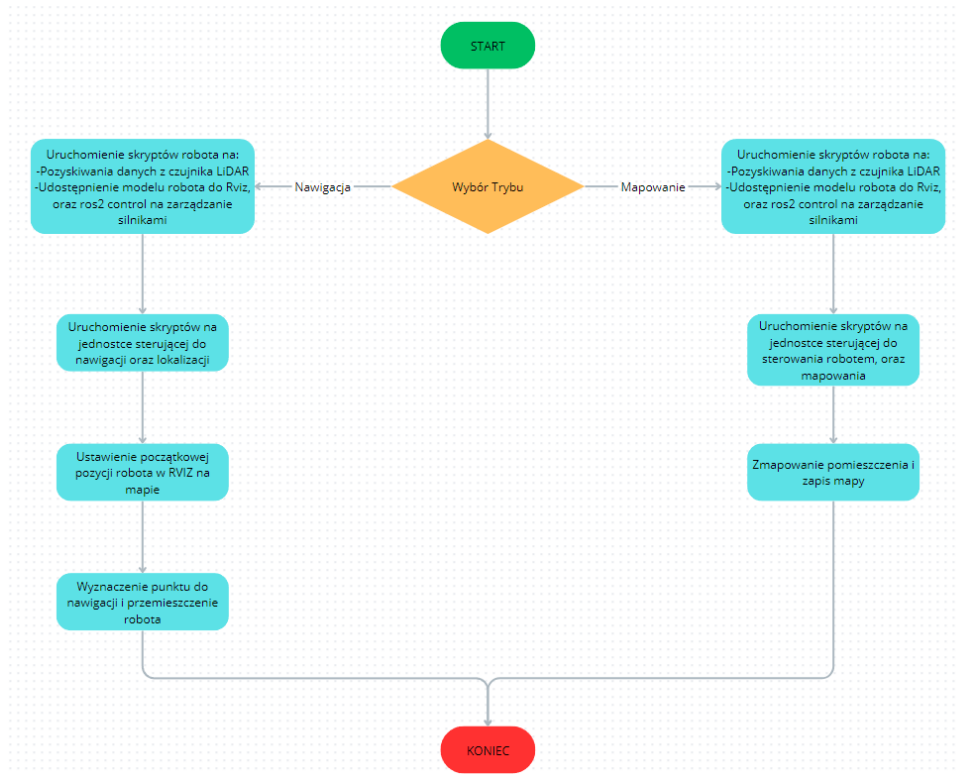 START
Wybór Trybu
Nawigacja
Mapowanie
Uruchomienie skryptów robota na:
-Pozyskiwania danych z czujnika LiDAR
-Udostępnienie modelu robota do Rviz,
oraz ros2 control na zarządzanie
silnikami
Uruchomienie skryptów na
jednostce sterującej do
nawigacji oraz lokalizacji
Ustawienie początkowej
pozycji robota w RVIZ na
mapie
Wyznaczenie punktu do
nawigacji i przemieszczenie
robota
Uruchomienie skryptów robota na:
-Pozyskiwania danych z czujnika LiDAR
-Udostępnienie modelu robota do Rviz,
oraz ros2 control na zarządzanie
silnikami
Uruchomienie skryptów na
jednostce sterującej do
sterowania robotem, oraz
mapowania
Zmapowanie pomieszczenia i
zapis mapy
KONIEC